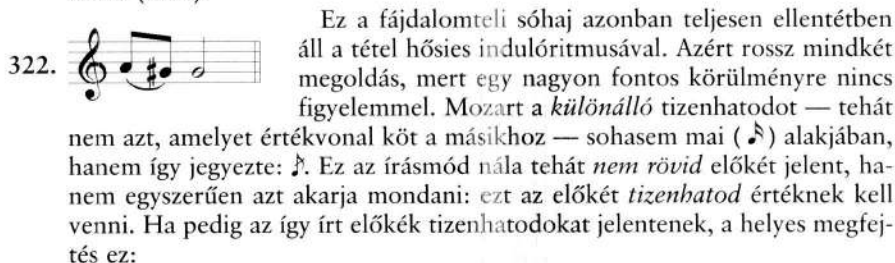 Ez a fájdalomteli sóhaj azonban teljesen ellentétben
322. áll a tétel hősies indulóritmusával. Azért rossz mindkét
megoldás, mert egy nagyon fontos körülményre nincs
figyelemmel. Mozart a különálló tizenhatodot — tehát
nem azt, amelyet értékvonal köt a másikhoz — sohasem mai (𝅘𝅥𝅯) alakjában,
hanem így jegyezte: 𝅘𝅥𝅮. Ez az írásmód nála tehát nem rövid előkét jelent, ha-
nem egyszerűen azt akarja mondani: ezt az előkét tizenhatod értéknek kell
venni. Ha pedig az így írt előkék tizenhatodokat jelentenek, a helyes megfej-
tés ez: